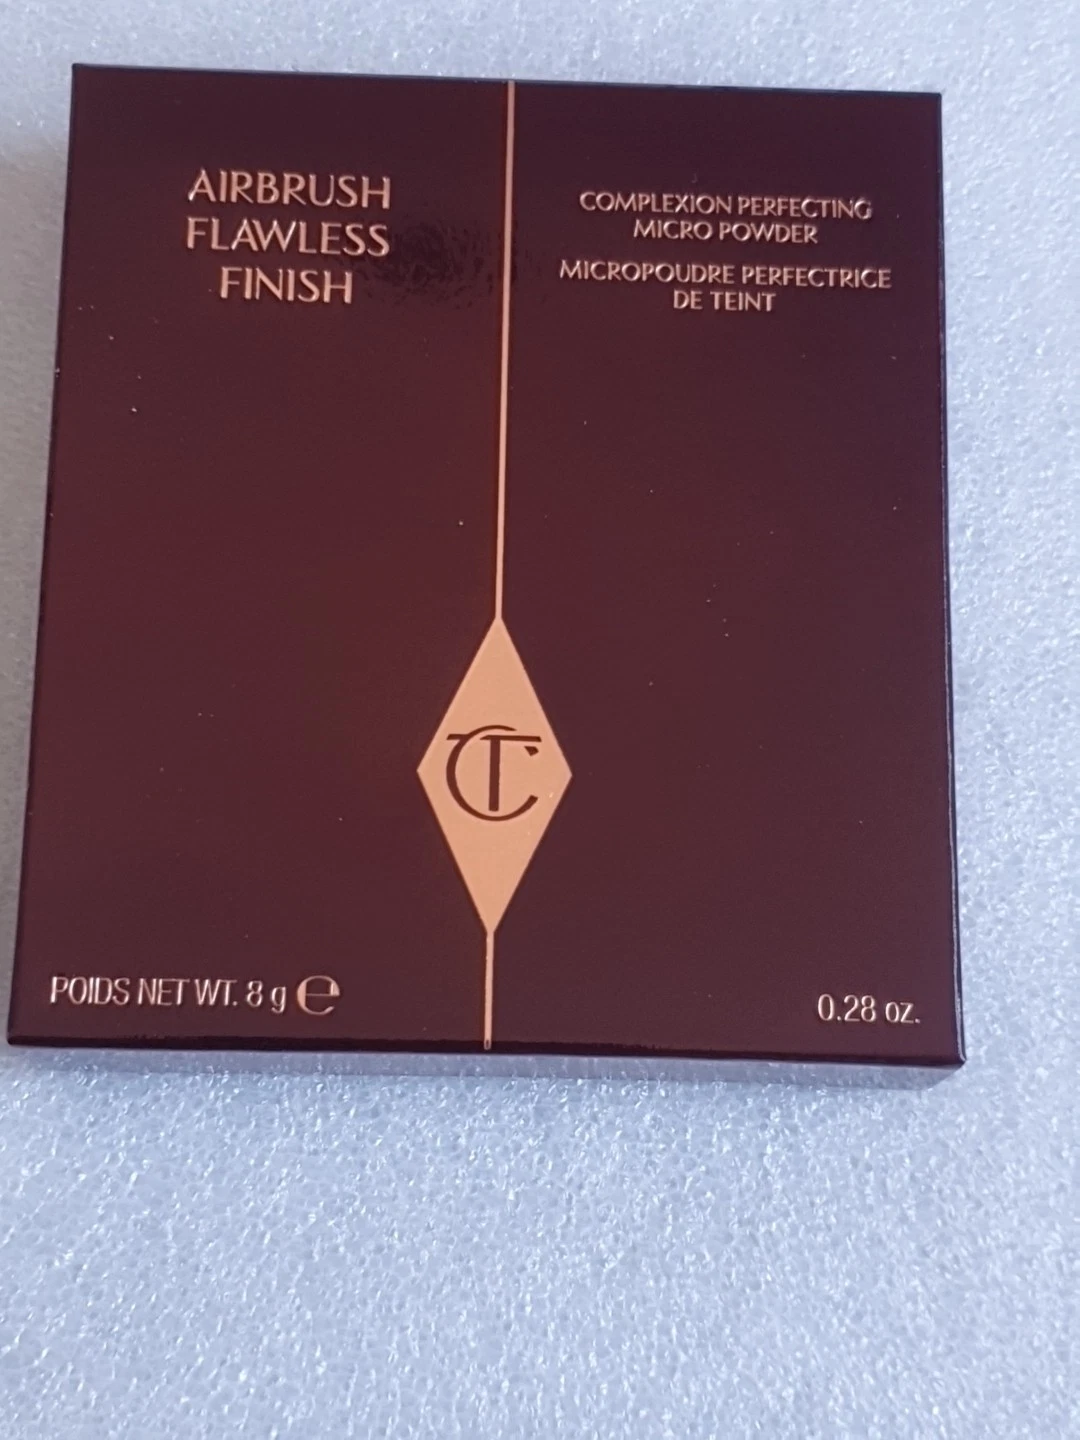 AIRBRUSH
FLAWLESS
FINISH
COMPLEXION PERFECTING
MICRO POWDER
MICROPOUDRE PERFECTRICE
DE TEINT
CT
POIDS NET WT. 8 g ℮
0.28 oz.